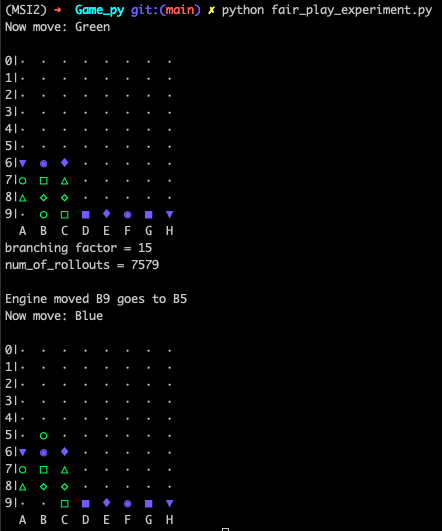 (MSI2) → Game_py git:(main) ✗ python fair_play_experiment.py
Now move: Green
0|· · · · · · · ·
1|· · · · · · · ·
2|· · · · · · · ·
3|· · · · · · · ·
4|· · · · · · · ·
5|· · · · · · · ·
6|▼ ◉ ♦ · · · · ·
7|○ □ △ · · · · ·
8|△ ◇ ◇ · · · · ·
9|· ○ □ ■ ♦ ◉ ■ ▼
A B C D E F G H
branching factor = 15
num_of_rollouts = 7579
Engine moved B9 goes to B5
Now move: Blue
0|· · · · · · · ·
1|· · · · · · · ·
2|· · · · · · · ·
3|· · · · · · · ·
4|· · · · · · · ·
5|· ○ · · · · · ·
6|▼ ◉ ♦ · · · · ·
7|○ □ △ · · · · ·
8|△ ◇ ◇ · · · · ·
9|· · □ ■ ♦ ◉ ■ ▼
A B C D E F G H